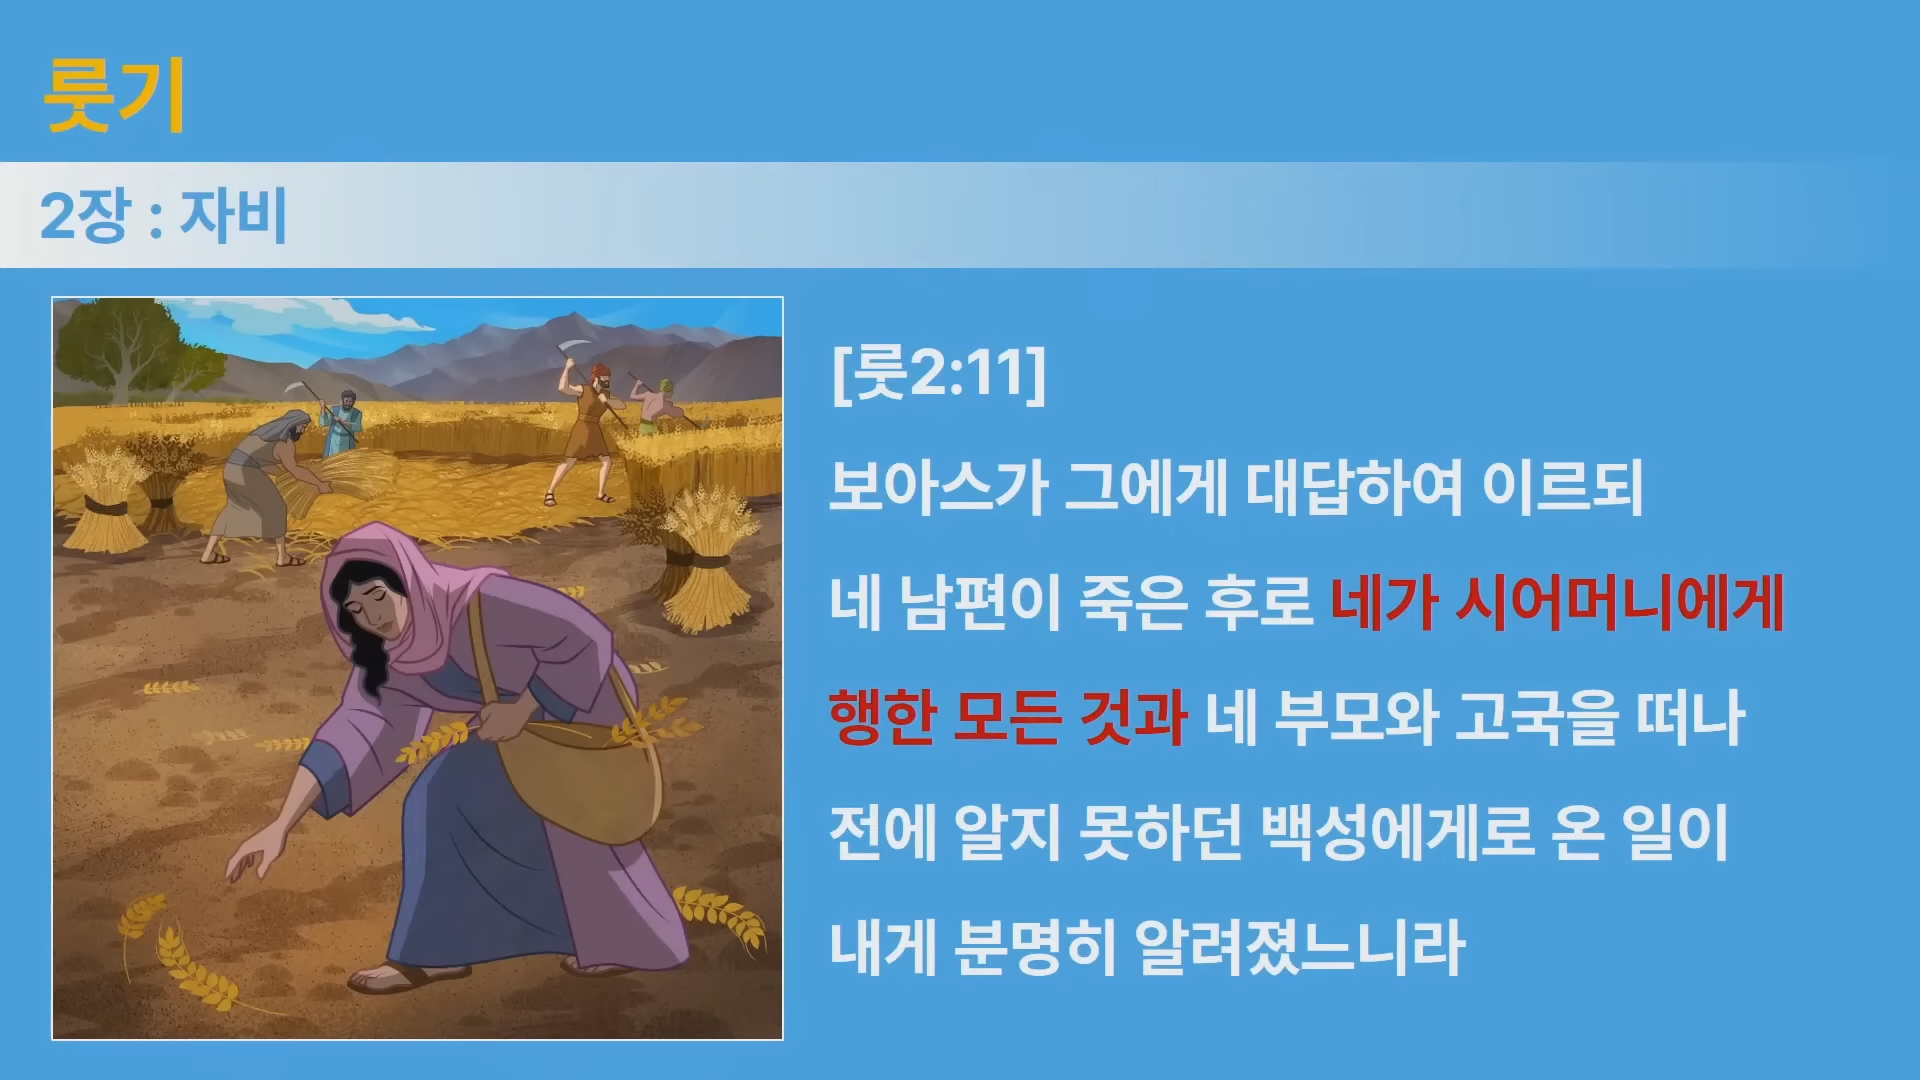 룻기
2장 : 자비
[룻2:11]
보아스가 그에게 대답하여 이르되
네 남편이 죽은 후로 네가 시어머니에게
행한 모든 것과 네 부모와 고국을 떠나
전에 알지 못하던 백성에게로 온 일이
내게 분명히 알려졌느니라